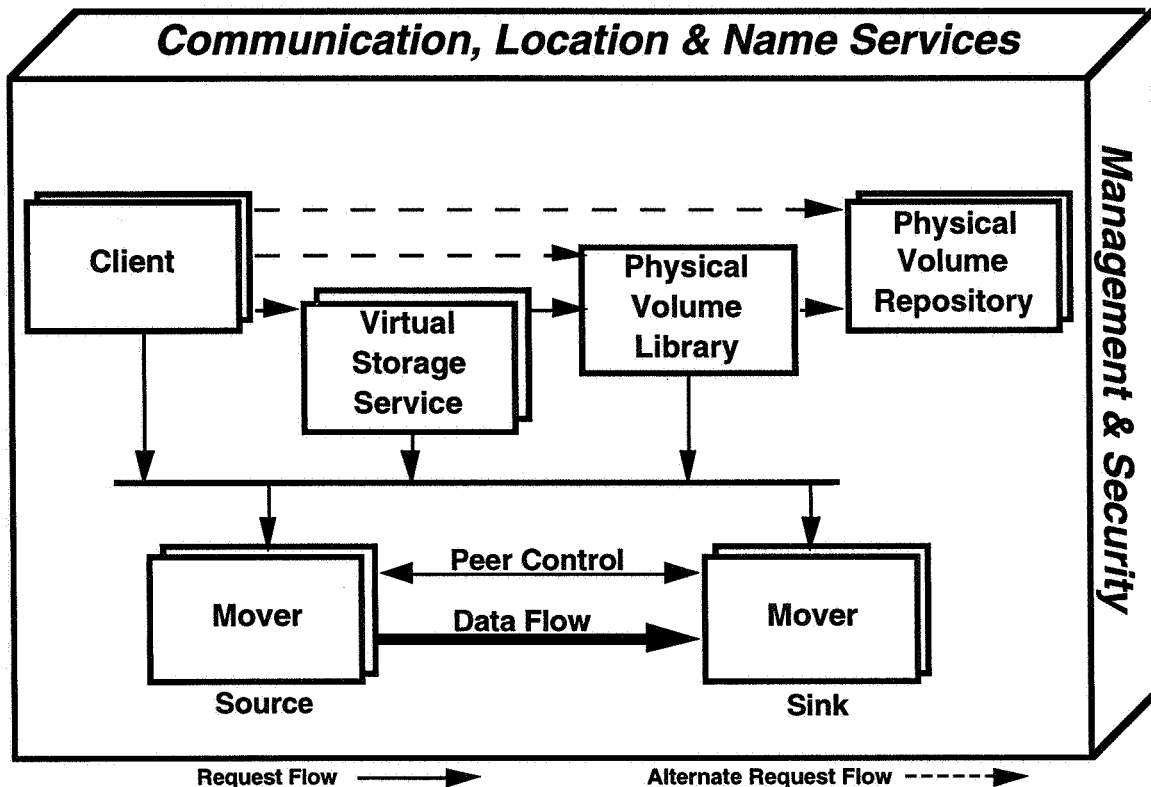 Communication, Location & Name Services
Management & Security
Client
Virtual
Storage
Service
Physical
Volume
Library
Physical
Volume
Repository
Peer Control
Mover
Data Flow
Mover
Source
Sink
Request Flow
Alternate Request Flow